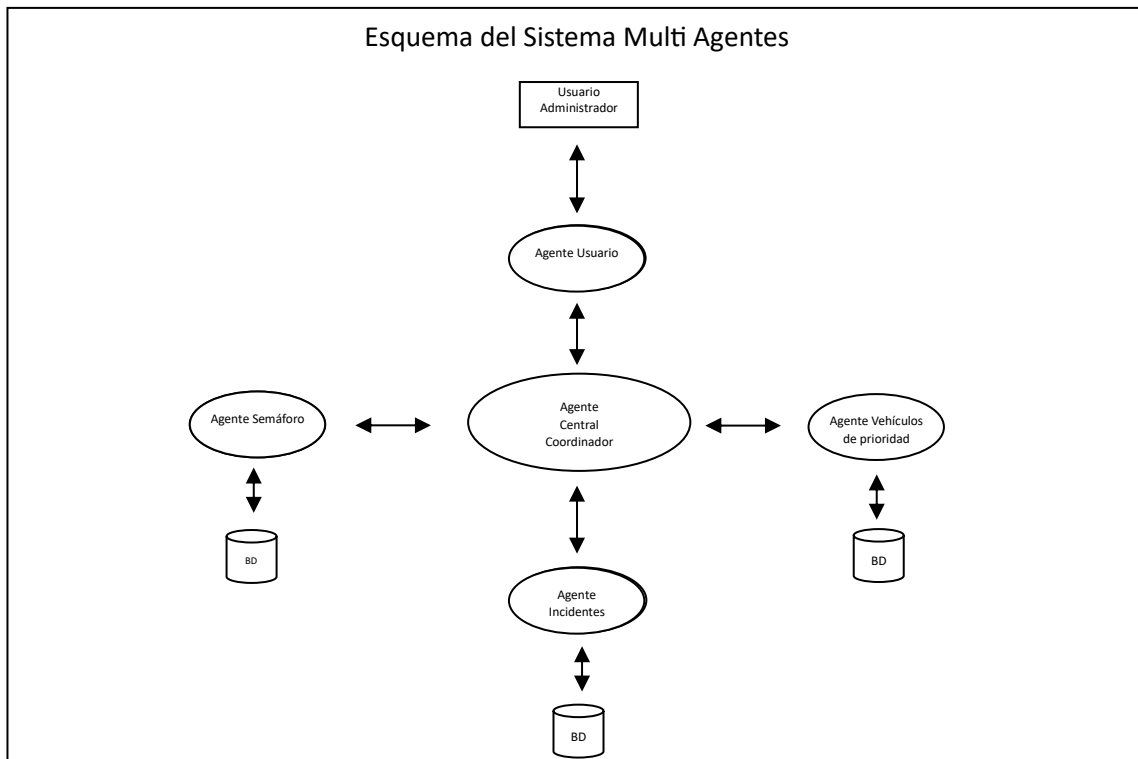 Esquema del Sistema Multi Agentes
Usuario
Administrador
Agente Usuario
Agente Semáforo
Agente
Central
Coordinador
Agente Vehículos
de prioridad
BD
BD
Agente
Incidentes
BD